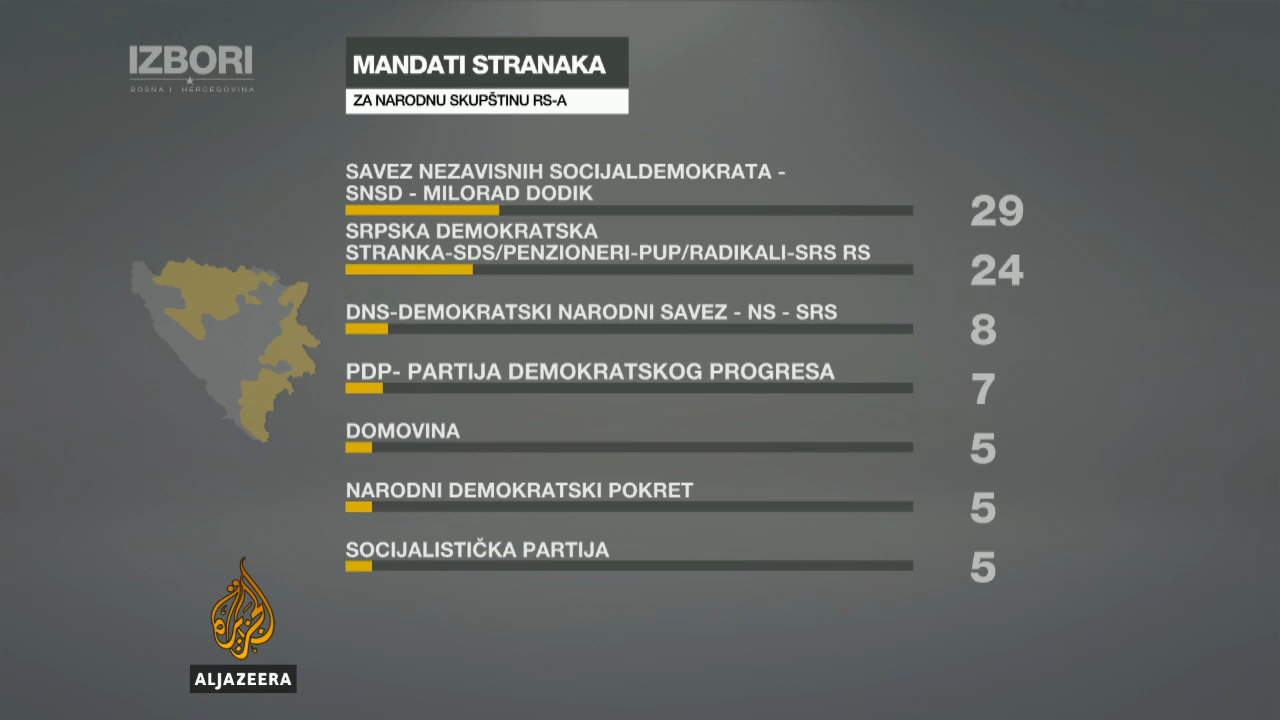 IZBORI
BOSNA I HERCEGOVINA
MANDATI STRANAKA
ZA NARODNU SKUPŠTINU RS-A
SAVEZ NEZAVISNIH SOCIJALDEMOKRATA -
SNSD - MILORAD DODIK
29
SRPSKA DEMOKRATSKA
STRANKA-SDS/PENZIONERI-PUP/RADIKALI-SRS RS
24
DNS-DEMOKRATSKI NARODNI SAVEZ - NS - SRS
8
PDP- PARTIJA DEMOKRATSKOG PROGRESA
7
DOMOVINA
5
NARODNI DEMOKRATSKI POKRET
5
SOCIJALISTIČKA PARTIJA
5
الجزيرة
ALJAZEERA